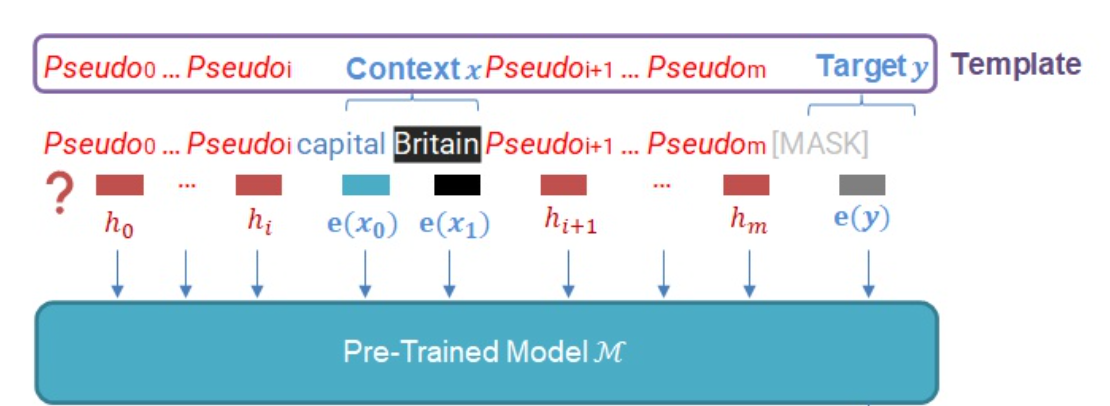 Pseudo0 ... Pseudoi Context x Pseudoi+1 ... Pseudom Target y Template
Pseudo0 ... Pseudoi capital Britain Pseudoi+1 ... Pseudom [MASK]
? ... ...
h0 hi e(x0) e(x1) hi+1 hm e(y)
Pre-Trained Model ℳ